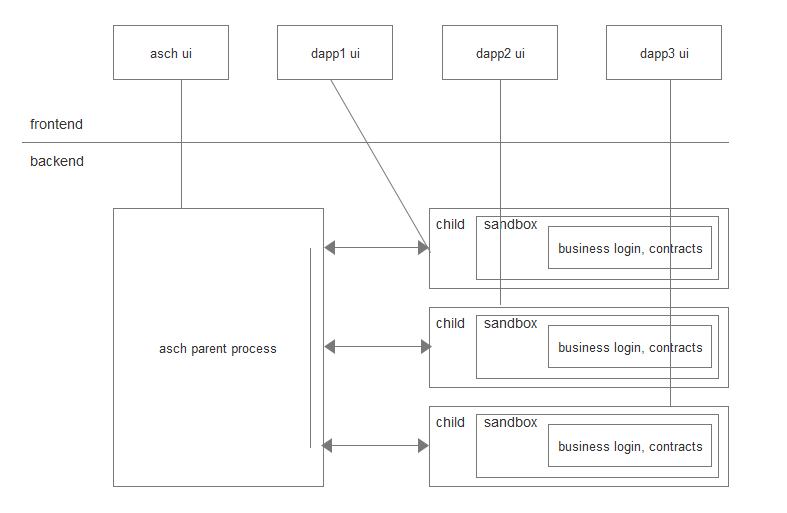 asch ui
dapp1 ui
dapp2 ui
dapp3 ui
frontend
backend
child
sandbox
business login, contracts
asch parent process
child
sandbox
business login, contracts
child
sandbox
business login, contracts